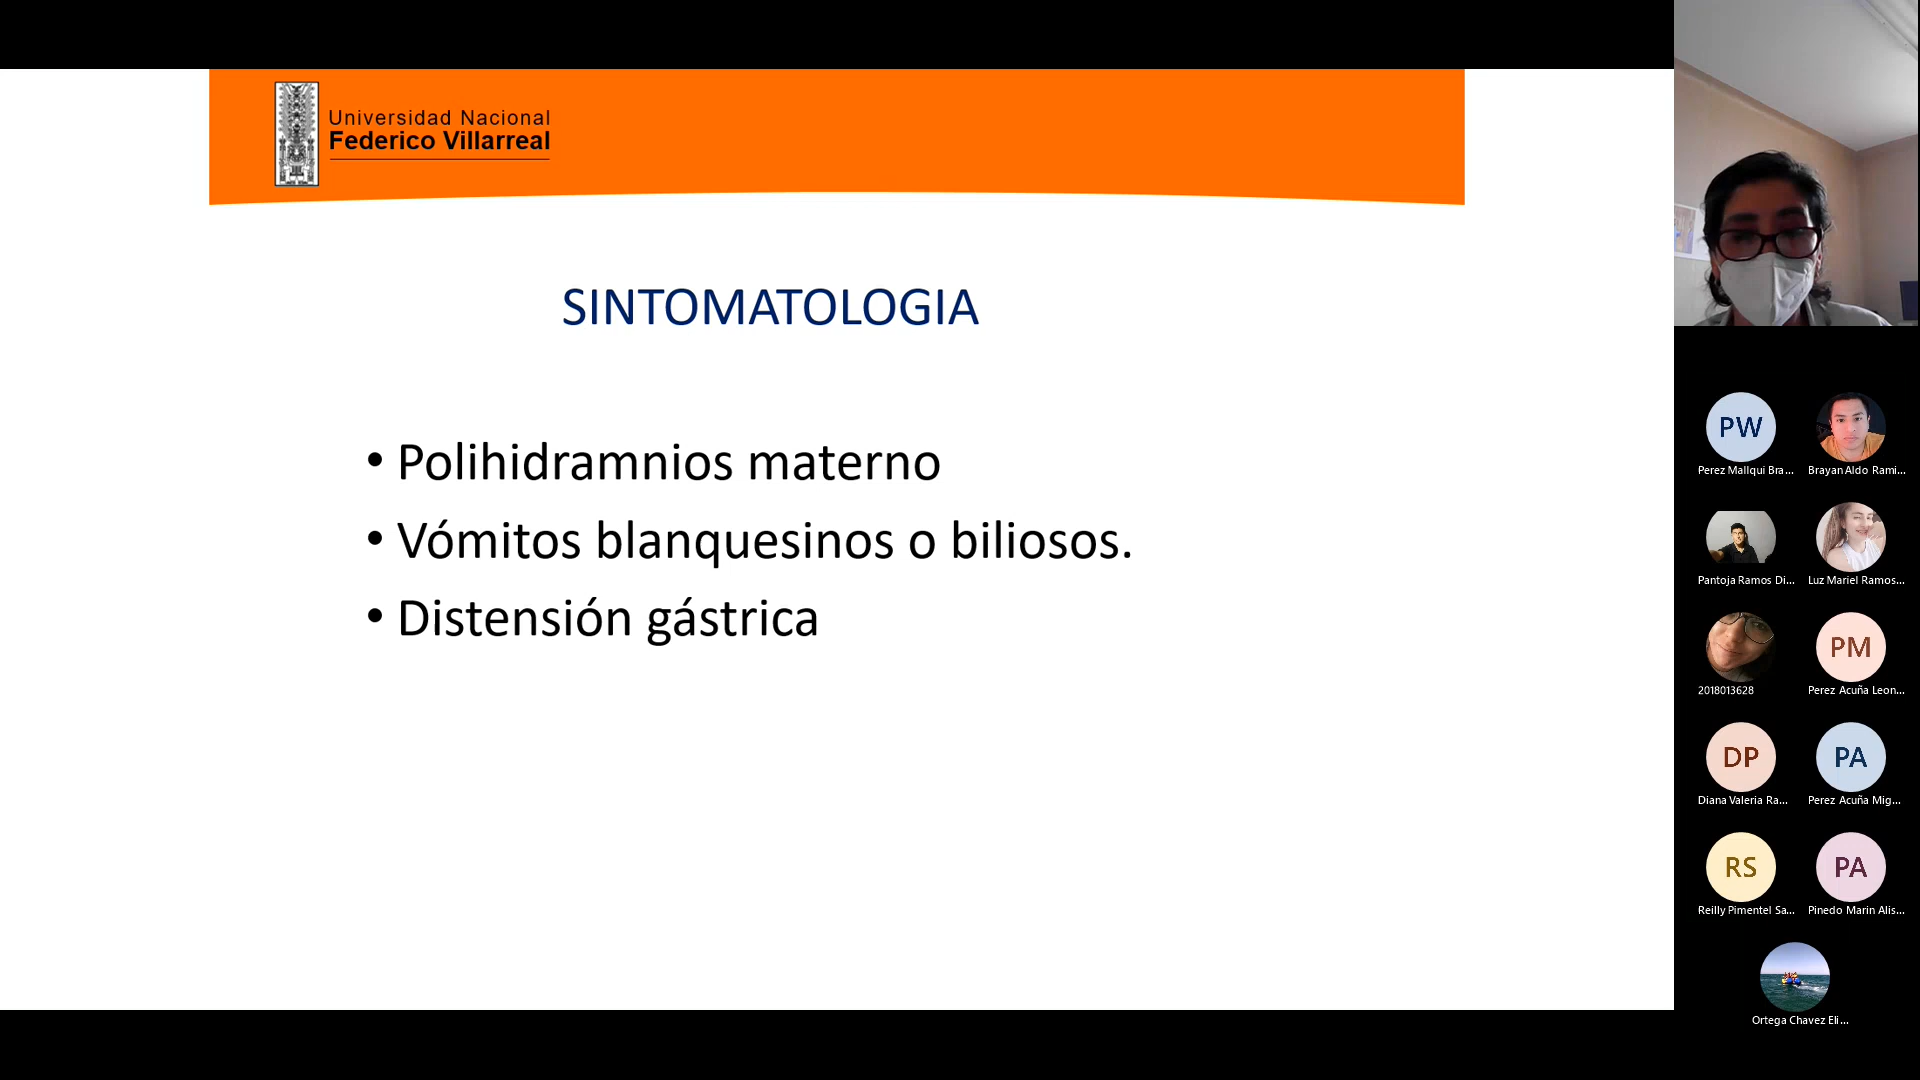 Universidad Nacional
Federico Villarreal
SINTOMATOLOGIA
• Polihidramnios materno
• Vómitos blanquesinos o biliosos.
• Distensión gástrica
PW
Perez Mallqui Bra...
Brayan Aldo Rami...
Pantoja Ramos Di...
Luz Mariel Ramos...
2018013628
PM
Perez Acuña Leon...
DP
Diana Valeria Ra...
PA
Perez Acuña Mig...
RS
Reilly Pimentel Sa...
PA
Pinedo Marin Alis...
Ortega Chavez Eli...